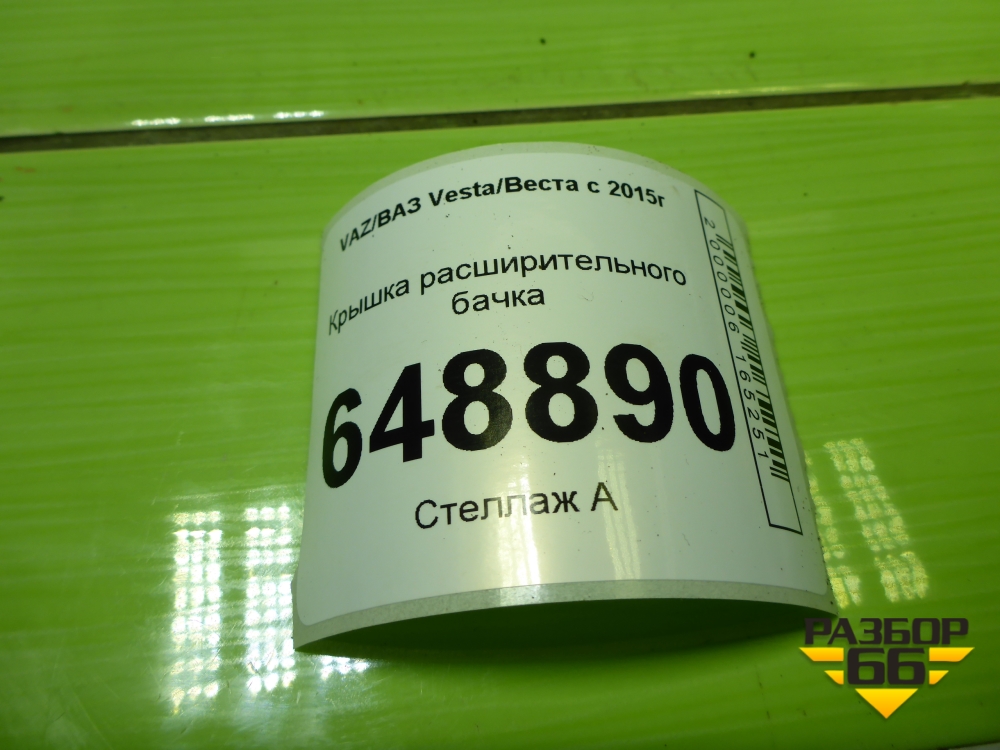 VAZ/ВАЗ Vesta/Веста с 2015г
Крышка расширительного
бачка
648890
Стеллаж А
2000006165251
РАЗБОР
66